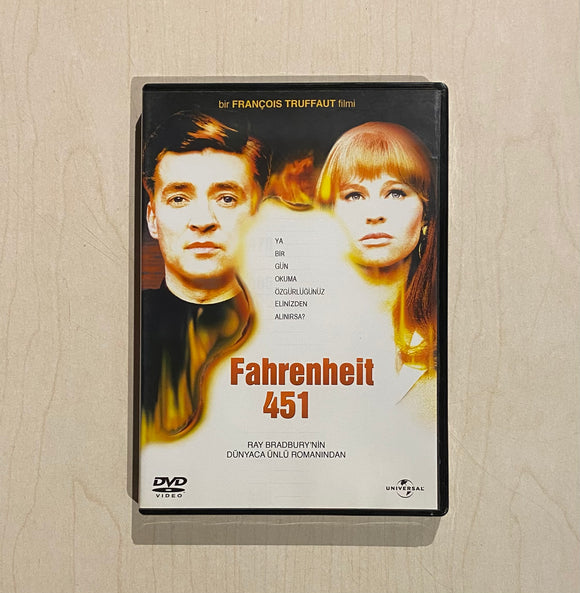 bir FRANÇOIS TRUFFAUT filmi
YA
BİR
GÜN
OKUMA
ÖZGÜRLÜĞÜNÜZ
ELİNİZDEN
ALINIRSA?
Fahrenheit
451
RAY BRADBURY'NİN
DÜNYACA ÜNLÜ ROMANINDAN
DVD
VIDEO
UNIVERSAL